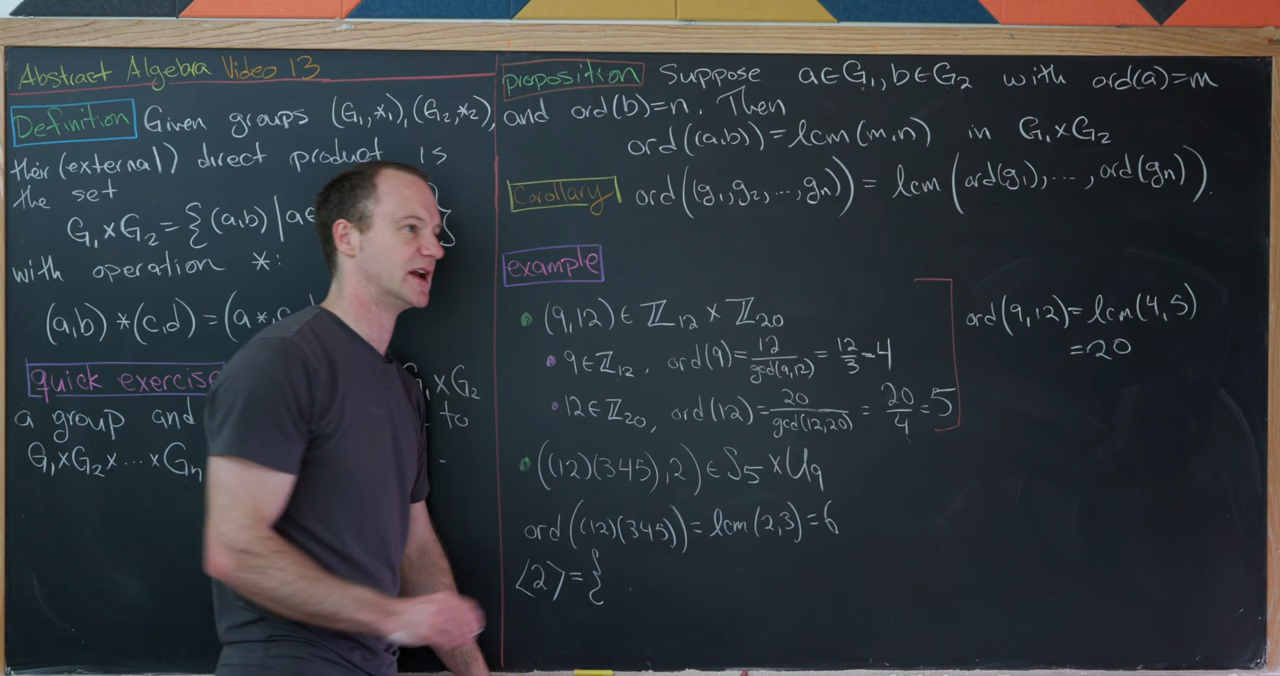 Abstract Algebra Video 13
Definition Given groups (G₁,*₁), (G₂,*₂),
their (external) direct product is
the set
G₁×G₂={(a,b)|a∈ }
with operation *:
(a,b)*(c,d)=(a*₁c
quick exercise G₁×G₂
a group and to
G₁×G₂×...×Gn
proposition Suppose a∈G₁, b∈G₂ with ord(a)=m
and ord(b)=n. Then
ord((a,b))=lcm(m,n) in G₁×G₂
Corollary ord((g₁,g₂,...,gn))=lcm(ord(g₁),...,ord(gn)).
example
• (9,12)∈ℤ₁₂×ℤ₂₀
• 9∈ℤ₁₂, ord(9)=12/gcd(9,12)=12/3=4
• 12∈ℤ₂₀, ord(12)=20/gcd(12,20)=20/4=5
ord(9,12)=lcm(4,5)
=20
• ((12)(345),2)∈S₅×U₉
ord((12)(345))=lcm(2,3)=6
⟨2⟩={